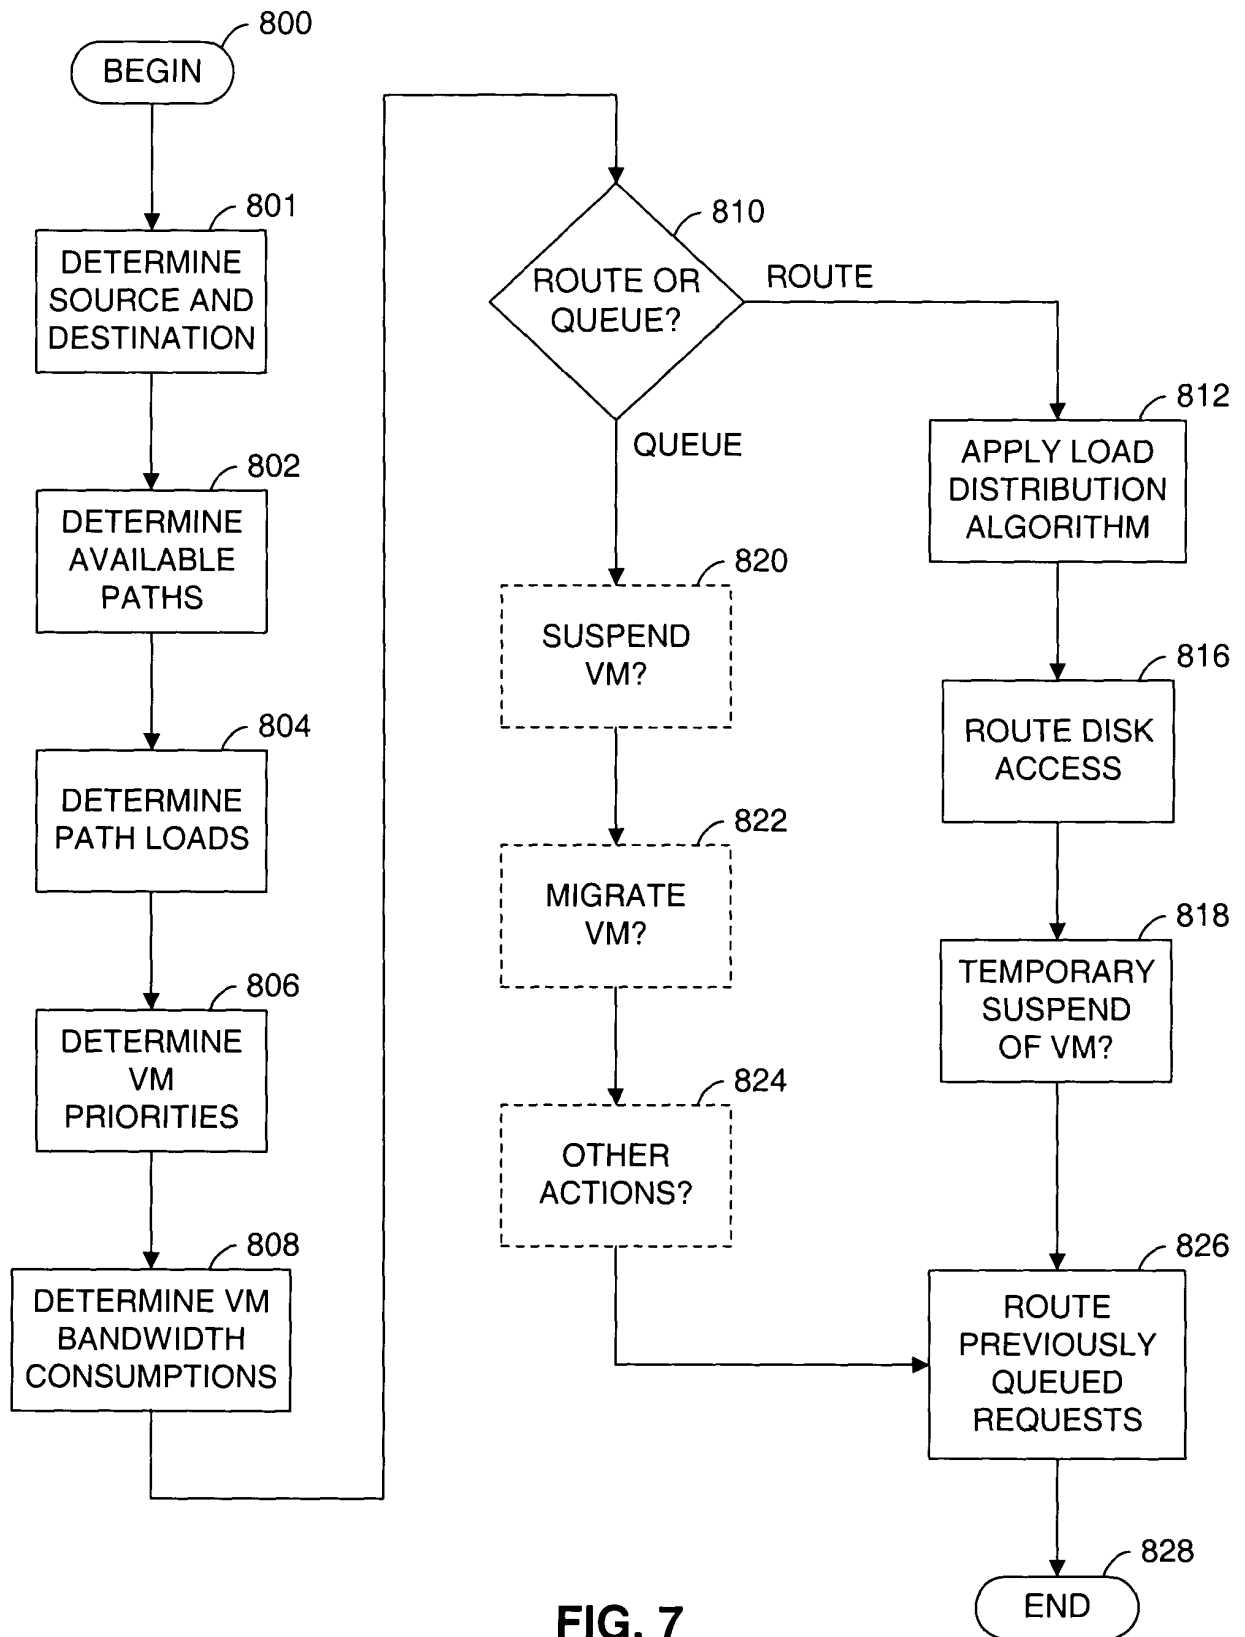 800
BEGIN
801
DETERMINE
SOURCE AND
DESTINATION
802
DETERMINE
AVAILABLE
PATHS
804
DETERMINE
PATH LOADS
806
DETERMINE
VM
PRIORITIES
808
DETERMINE VM
BANDWIDTH
CONSUMPTIONS
810
ROUTE OR
QUEUE?
ROUTE
QUEUE
820
SUSPEND
VM?
822
MIGRATE
VM?
824
OTHER
ACTIONS?
812
APPLY LOAD
DISTRIBUTION
ALGORITHM
816
ROUTE DISK
ACCESS
818
TEMPORARY
SUSPEND
OF VM?
826
ROUTE
PREVIOUSLY
QUEUED
REQUESTS
828
END
FIG. 7